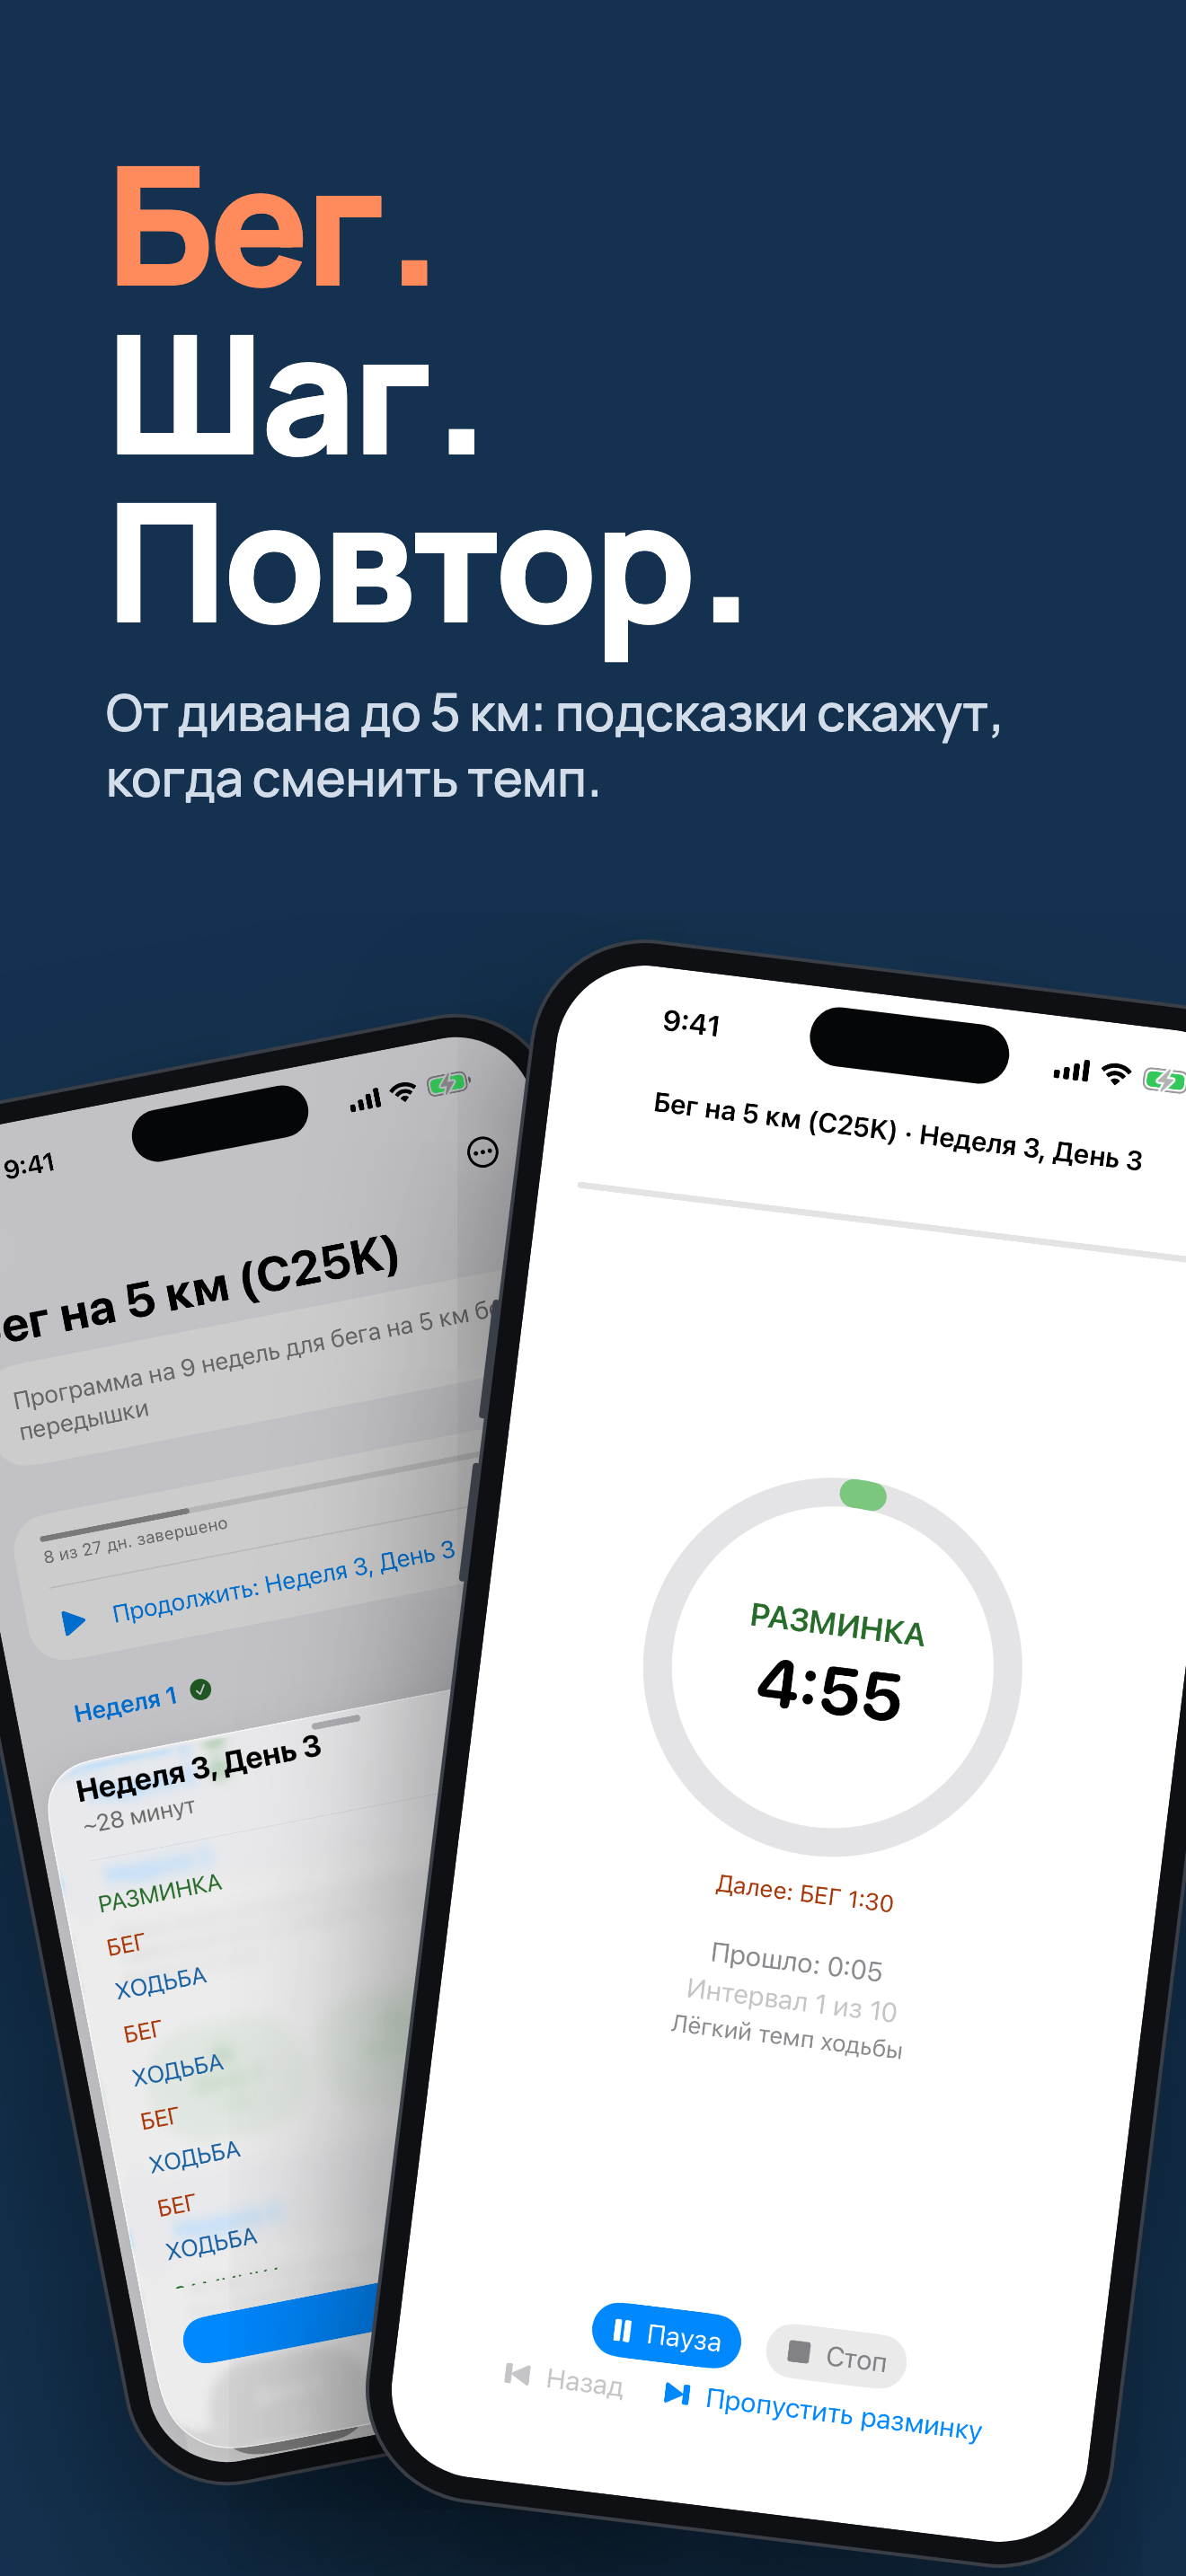 Бег.
Шаг.
Повтор.
От дивана до 5 км: подсказки скажут,
когда сменить темп.
9:41
ег на 5 км (C25K)
Программа на 9 недель для бега на 5 км
передышки
8 из 27 дн. завершено
Продолжить: Неделя 3, День 3
Неделя 1
Неделя 3, День 3
~28 минут
РАЗМИНКА
БЕГ
ХОДЬБА
БЕГ
ХОДЬБА
БЕГ
ХОДЬБА
БЕГ
ХОДЬБА
9:41
Бег на 5 км (C25K) · Неделя 3, День 3
РАЗМИНКА
4:55
Далее: БЕГ 1:30
Прошло: 0:05
Интервал 1 из 10
Лёгкий темп ходьбы
Пауза
Стоп
Назад
Пропустить разминку